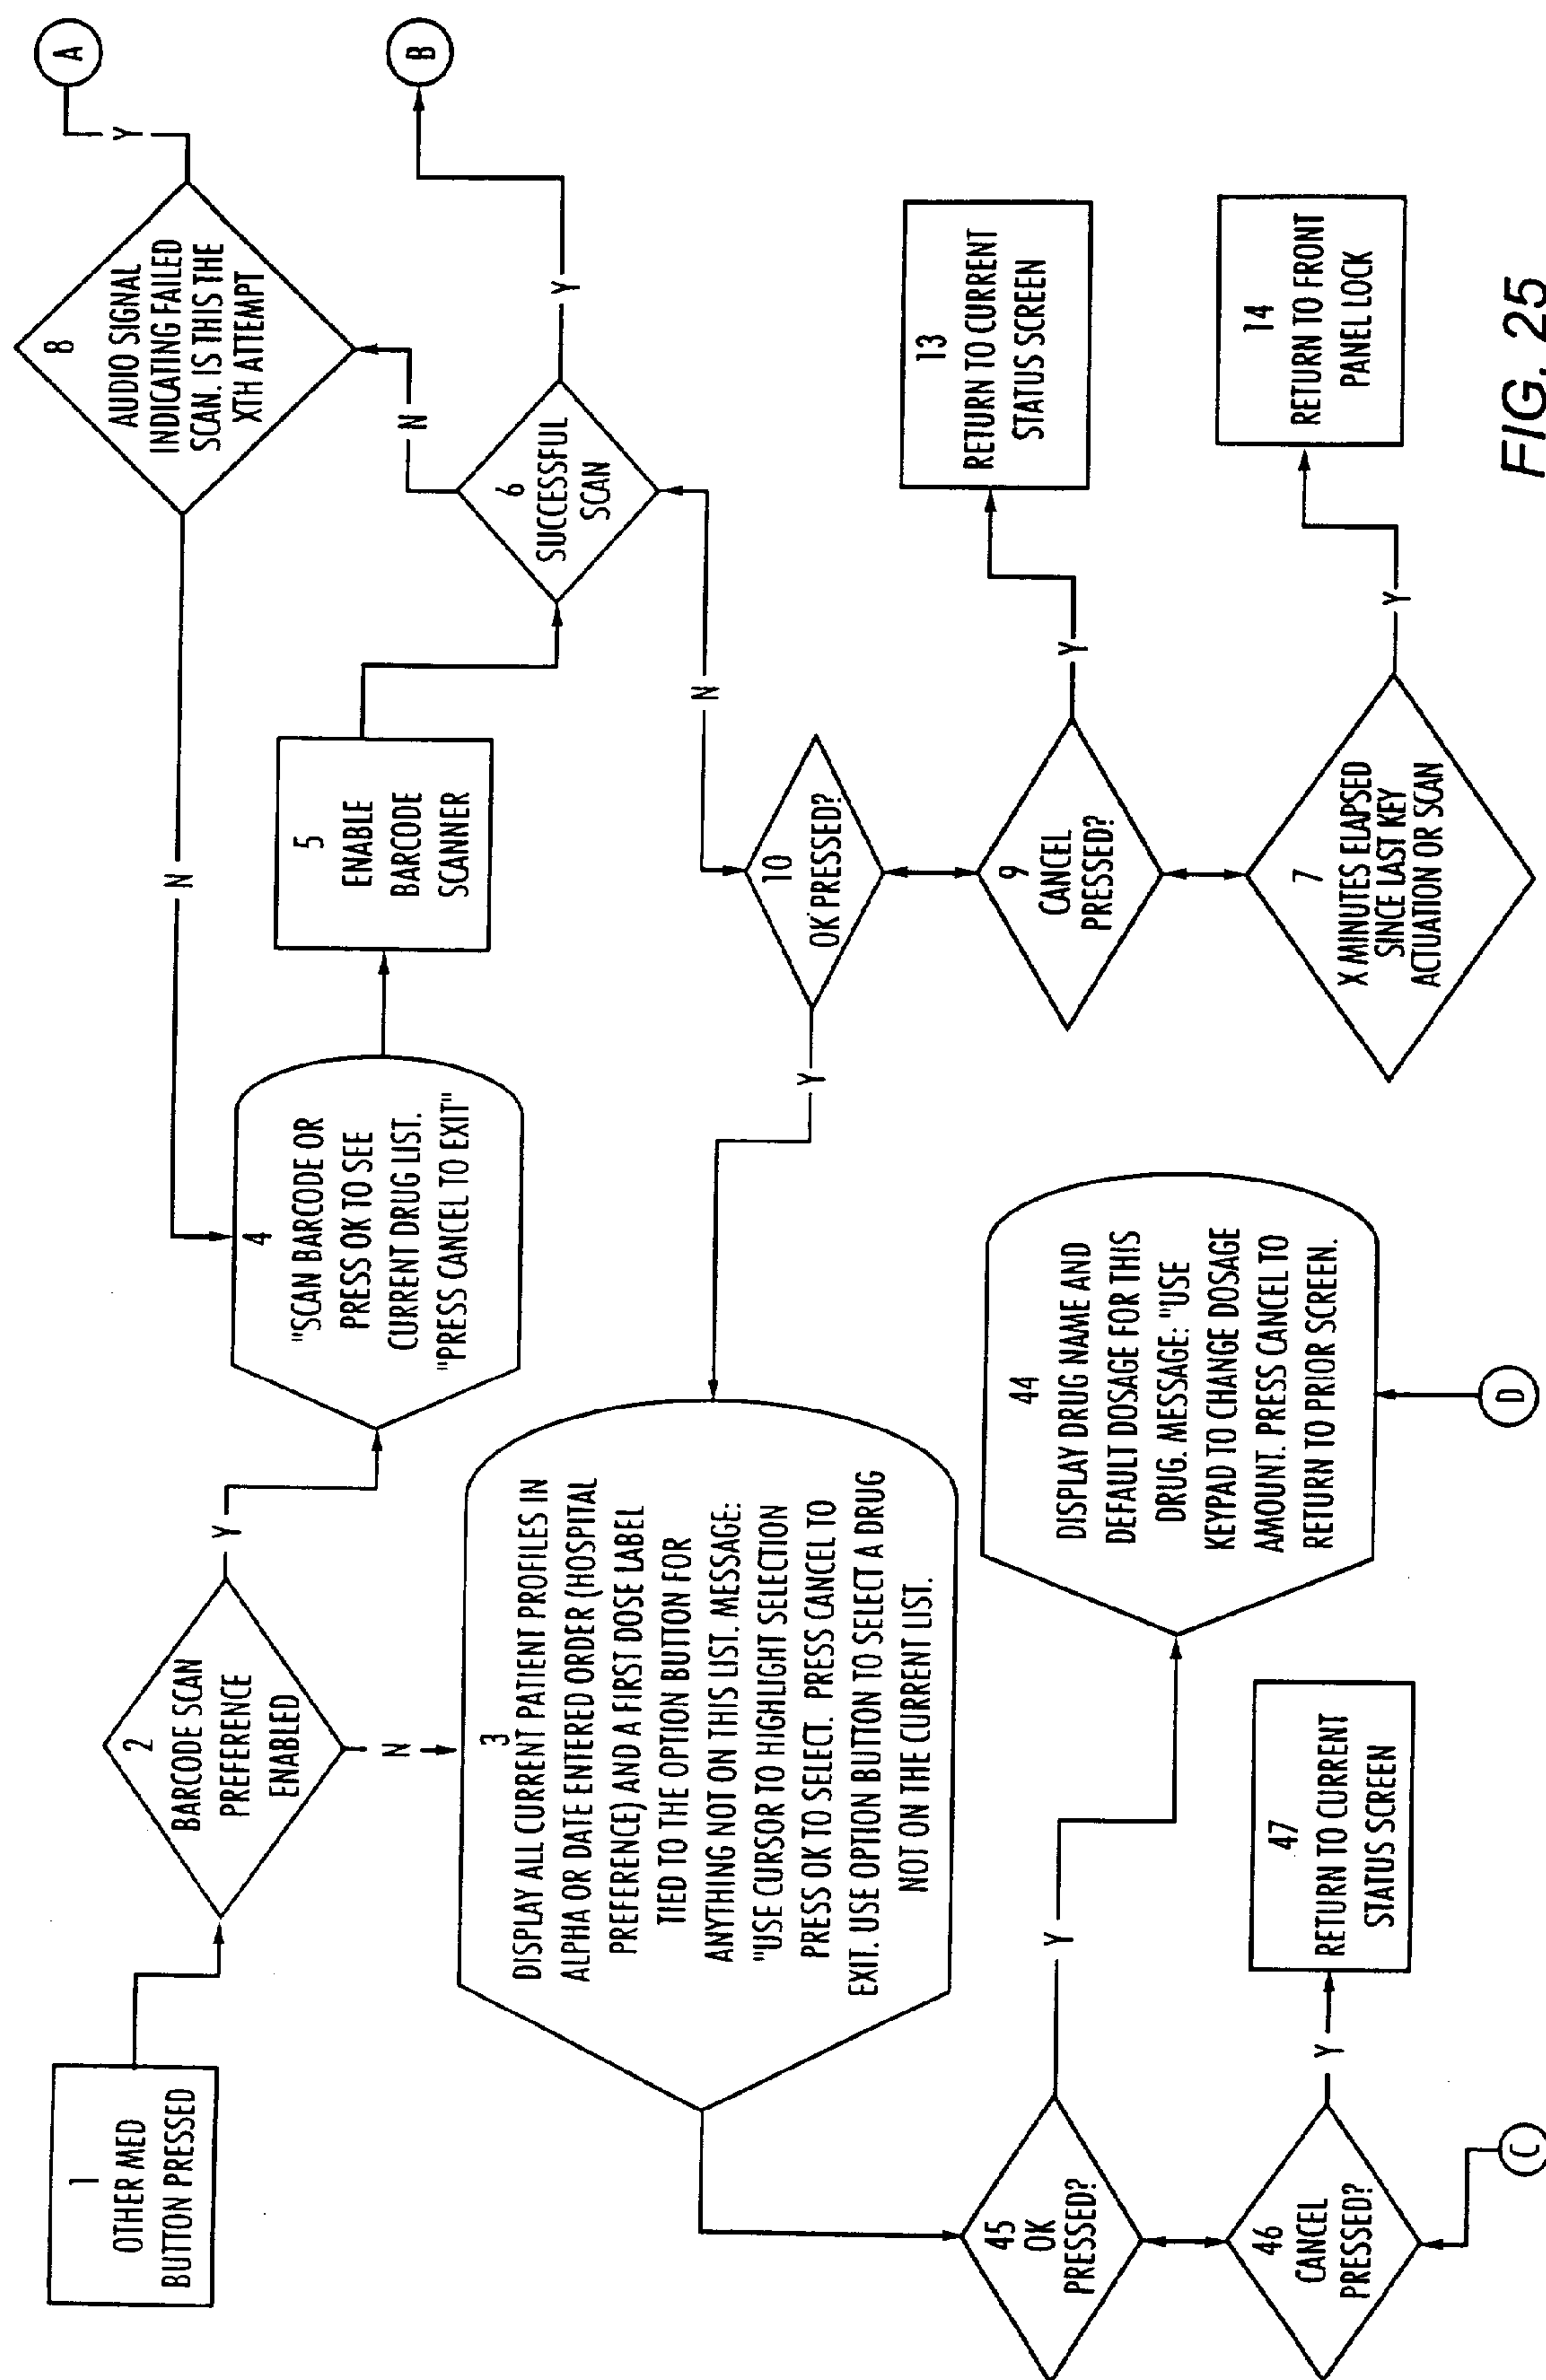 1
OTHER MED
BUTTON PRESSED
2
BARCODE SCAN
PREFERENCE
ENABLED
Y
N
4
"SCAN BARCODE OR
PRESS OK TO SEE
CURRENT DRUG LIST.
"PRESS CANCEL TO EXIT"
5
ENABLE
BARCODE
SCANNER
6
SUCCESSFUL
SCAN
N
Y
N
8
AUDIO SIGNAL
INDICATING FAILED
SCAN. IS THIS THE
XTH ATTEMPT
N
Y
A
B
3
DISPLAY ALL CURRENT PATIENT PROFILES IN
ALPHA OR DATE ENTERED ORDER (HOSPITAL
PREFERENCE) AND A FIRST DOSE LABEL
TIED TO THE OPTION BUTTON FOR
ANYTHING NOT ON THIS LIST. MESSAGE:
"USE CURSOR TO HIGHLIGHT SELECTION
PRESS OK TO SELECT. PRESS CANCEL TO
EXIT. USE OPTION BUTTON TO SELECT A DRUG
NOT ON THE CURRENT LIST.
10
OK PRESSED?
Y
9
CANCEL
PRESSED?
Y
13
RETURN TO CURRENT
STATUS SCREEN
7
X MINUTES ELAPSED
SINCE LAST KEY
ACTUATION OR SCAN
Y
14
RETURN TO FRONT
PANEL LOCK
45
OK
PRESSED?
Y
44
DISPLAY DRUG NAME AND
DEFAULT DOSAGE FOR THIS
DRUG. MESSAGE: "USE
KEYPAD TO CHANGE DOSAGE
AMOUNT. PRESS CANCEL TO
RETURN TO PRIOR SCREEN.
46
CANCEL
PRESSED?
Y
47
RETURN TO CURRENT
STATUS SCREEN
C
D
FIG. 25